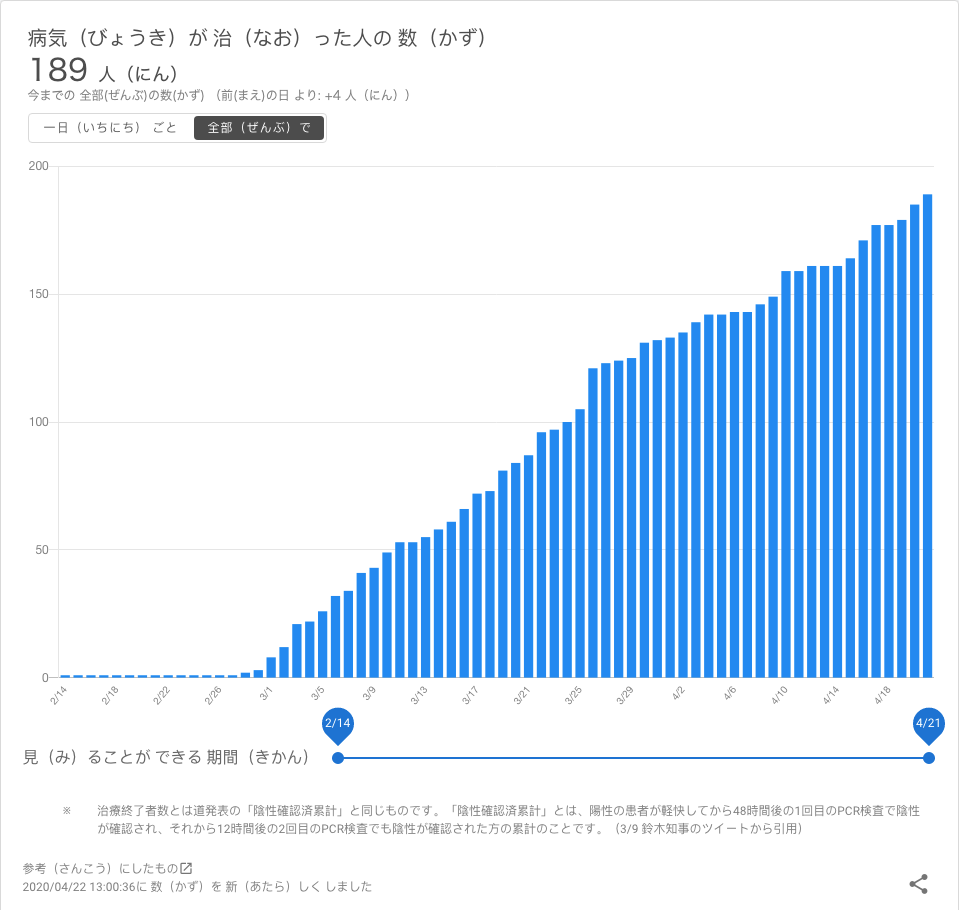 病気（びょうき）が 治（なお）った人の 数（かず）
189 人（にん）
今までの 全部(ぜんぶ)の数(かず) （前(まえ)の日 より: +4 人（にん））
一日（いちにち） ごと
全部（ぜんぶ）で
200
150
100
50
0
2/14 2/18 2/22 2/26 3/1 3/5 3/9 3/13 3/17 3/21 3/25 3/29 4/2 4/6 4/10 4/14 4/18
2/14 4/21
見（み）ることが できる 期間（きかん）
※ 治療終了者数とは道発表の「陰性確認済累計」と同じものです。「陰性確認済累計」とは、陽性の患者が軽快してから48時間後の1回目のPCR検査で陰性
が確認され、それから12時間後の2回目のPCR検査でも陰性が確認された方の累計のことです。（3/9 鈴木知事のツイートから引用）
参考（さんこう）にしたもの
2020/04/22 13:00:36に 数（かず）を 新（あたら）しく しました